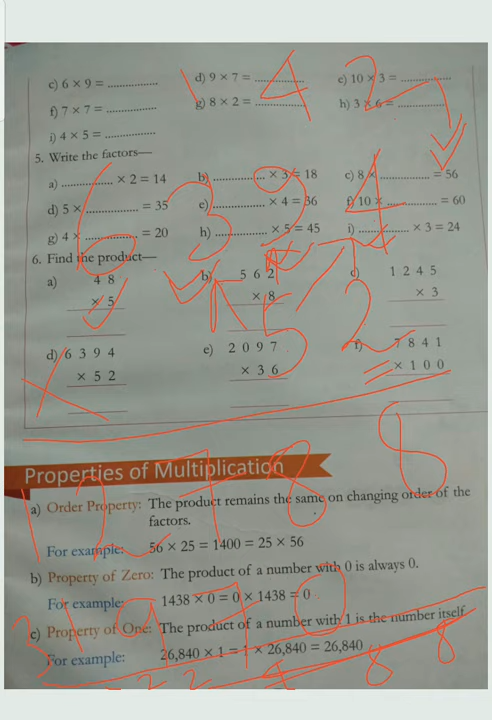 c) 6 × 9 = ............... d) 9 × 7 = ............... e) 10 × 3 = ...............
f) 7 × 7 = ............... g) 8 × 2 = ............... h) 3 × 6 = ...............
i) 4 × 5 = ...............
5. Write the factors—
a) ............... × 2 = 14 b) ............... × 3 = 18 c) 8 × ............... = 56
d) 5 × ............... = 35 e) ............... × 4 = 36 f) 10 × ............... = 60
g) 4 × ............... = 20 h) ............... × 5 = 45 i) ............... × 3 = 24
6. Find the product—
a) 4 8 b) 5 6 2 c) 1 2 4 5
× 5 × 8 × 3
d) 6 3 9 4 e) 2 0 9 7 f) 7 8 4 1
× 5 2 × 3 6 × 1 0 0
Properties of Multiplication
a) Order Property: The product remains the same on changing order of the
factors.
For example: 56 × 25 = 1400 = 25 × 56
b) Property of Zero: The product of a number with 0 is always 0.
For example: 1438 × 0 = 0 × 1438 = 0
c) Property of One: The product of a number with 1 is the number itself
For example: 26,840 × 1 = 1 × 26,840 = 26,840